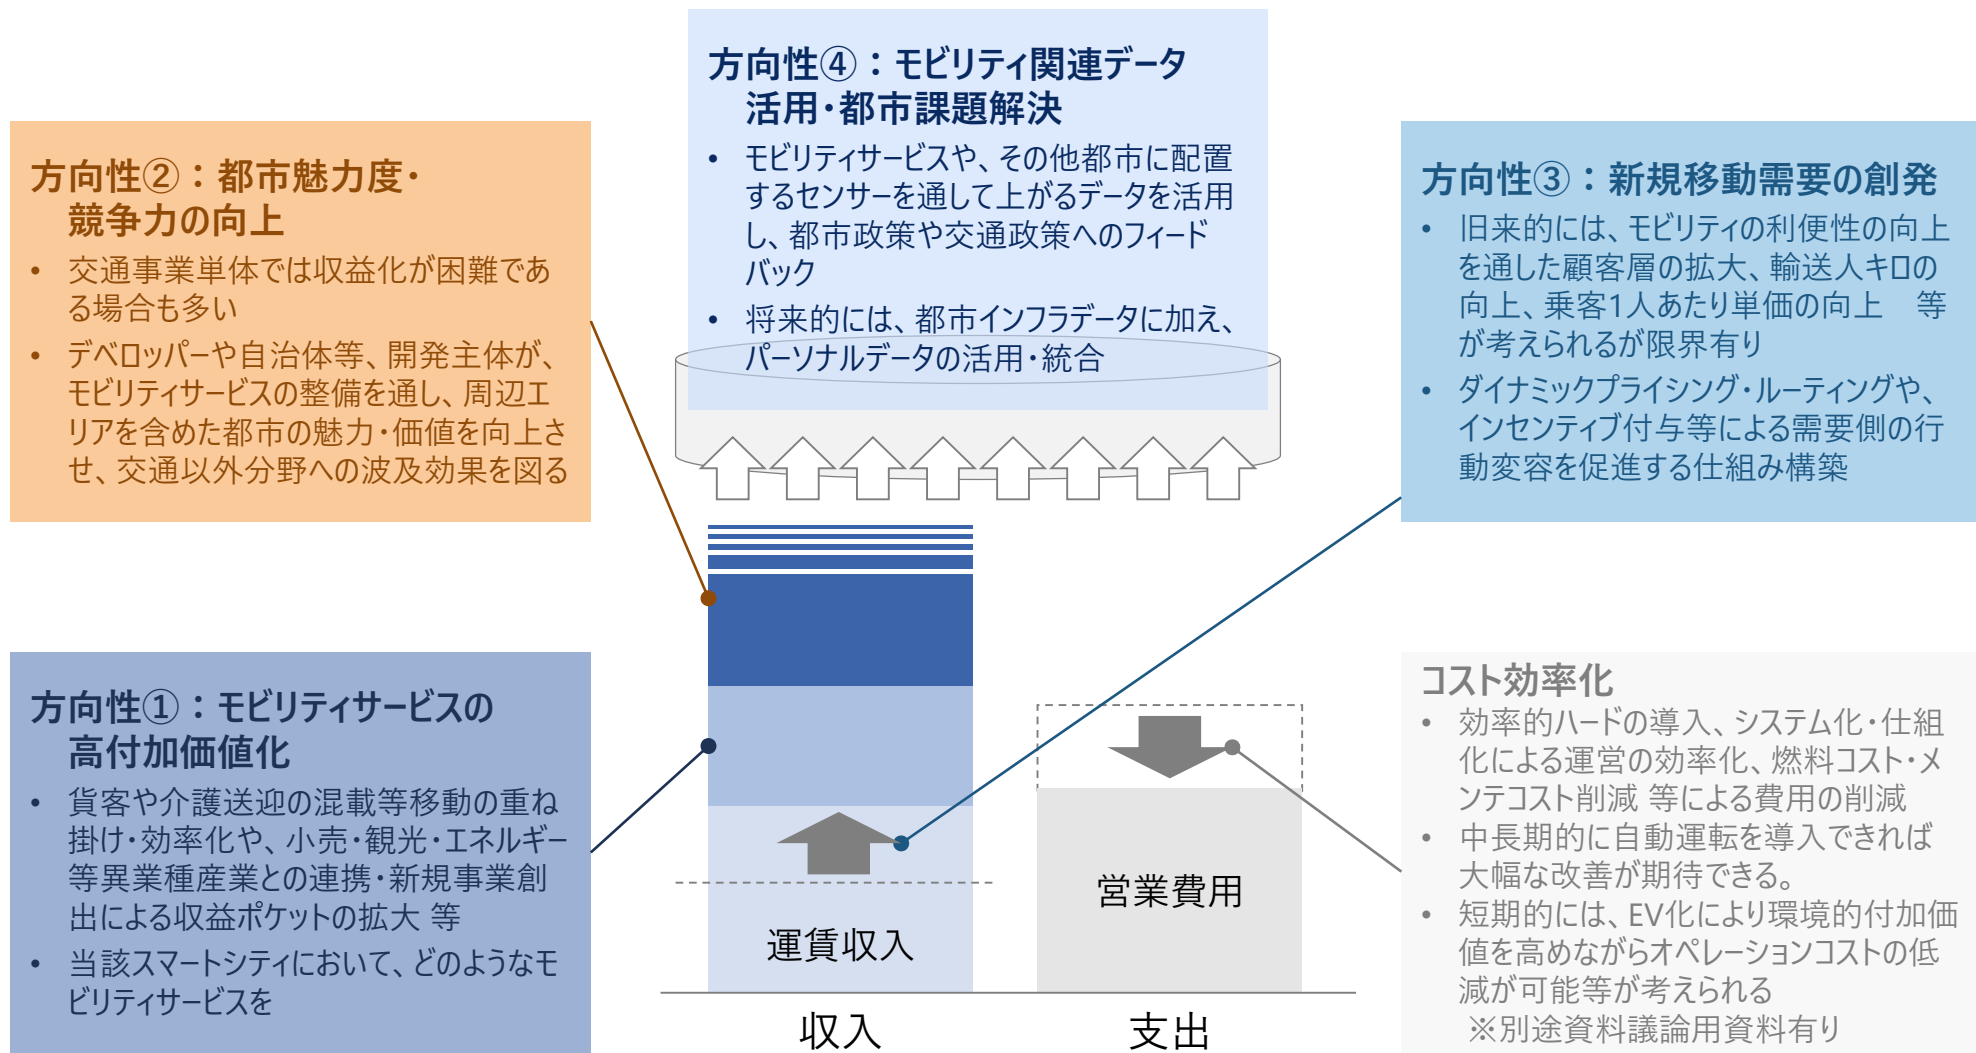 方向性④：モビリティ関連データ
活用・都市課題解決
• モビリティサービスや、その他都市に配置
するセンサーを通して上がるデータを活用
し、都市政策や交通政策へのフィード
バック
• 将来的には、都市インフラデータに加え、
パーソナルデータの活用・統合
方向性②：都市魅力度・
競争力の向上
• 交通事業単体では収益化が困難であ
る場合も多い
• デベロッパーや自治体等、開発主体が、
モビリティサービスの整備を通し、周辺エ
リアを含めた都市の魅力・価値を向上さ
せ、交通以外分野への波及効果を図る
方向性③：新規移動需要の創発
• 旧来的には、モビリティの利便性の向上
を通した顧客層の拡大、輸送人キロの
向上、乗客1人あたり単価の向上　等
が考えられるが限界有り
• ダイナミックプライシング・ルーティングや、
インセンティブ付与等による需要側の行
動変容を促進する仕組み構築
方向性①：モビリティサービスの
高付加価値化
• 貨客や介護送迎の混載等移動の重ね
掛け・効率化や、小売・観光・エネルギー
等異業種産業との連携・新規事業創
出による収益ポケットの拡大 等
• 当該スマートシティにおいて、どのようなモ
ビリティサービスを
コスト効率化
• 効率的ハードの導入、システム化・仕組
化による運営の効率化、燃料コスト・メ
ンテコスト削減 等による費用の削減
• 中長期的に自動運転を導入できれば
大幅な改善が期待できる。
• 短期的には、EV化により環境的付加価
値を高めながらオペレーションコストの低
減が可能等が考えられる
※別途資料議論用資料有り
運賃収入
営業費用
収入
支出